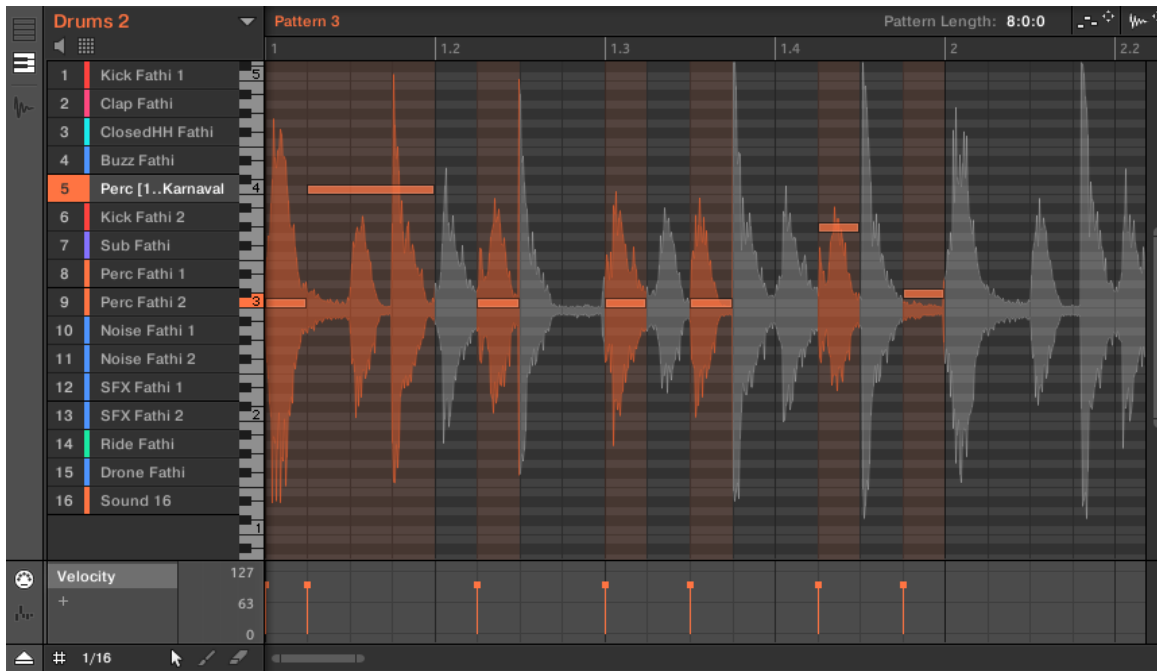 Drums 2
Pattern 3 Pattern Length: 8:0:0
1 1.2 1.3 1.4 2 2.2
1 Kick Fathi 1
2 Clap Fathi
3 ClosedHH Fathi
4 Buzz Fathi
5 Perc [1..Karnaval
6 Kick Fathi 2
7 Sub Fathi
8 Perc Fathi 1
9 Perc Fathi 2
10 Noise Fathi 1
11 Noise Fathi 2
12 SFX Fathi 1
13 SFX Fathi 2
14 Ride Fathi
15 Drone Fathi
16 Sound 16
5
4
3
2
1
Velocity 127
+ 63
0
1/16